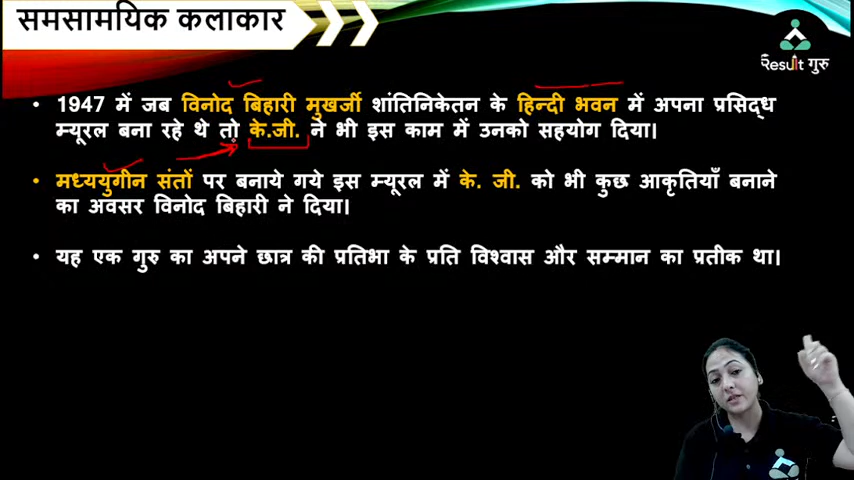 समसामयिक कलाकार
Result गुरु
• 1947 में जब विनोद बिहारी मुखर्जी शांतिनिकेतन के हिन्दी भवन में अपना प्रसिद्ध
म्यूरल बना रहे थे तो के.जी. ने भी इस काम में उनको सहयोग दिया।
• मध्ययुगीन संतों पर बनाये गये इस म्यूरल में के. जी. को भी कुछ आकृतियाँ बनाने
का अवसर विनोद बिहारी ने दिया।
• यह एक गुरु का अपने छात्र की प्रतिभा के प्रति विश्वास और सम्मान का प्रतीक था।